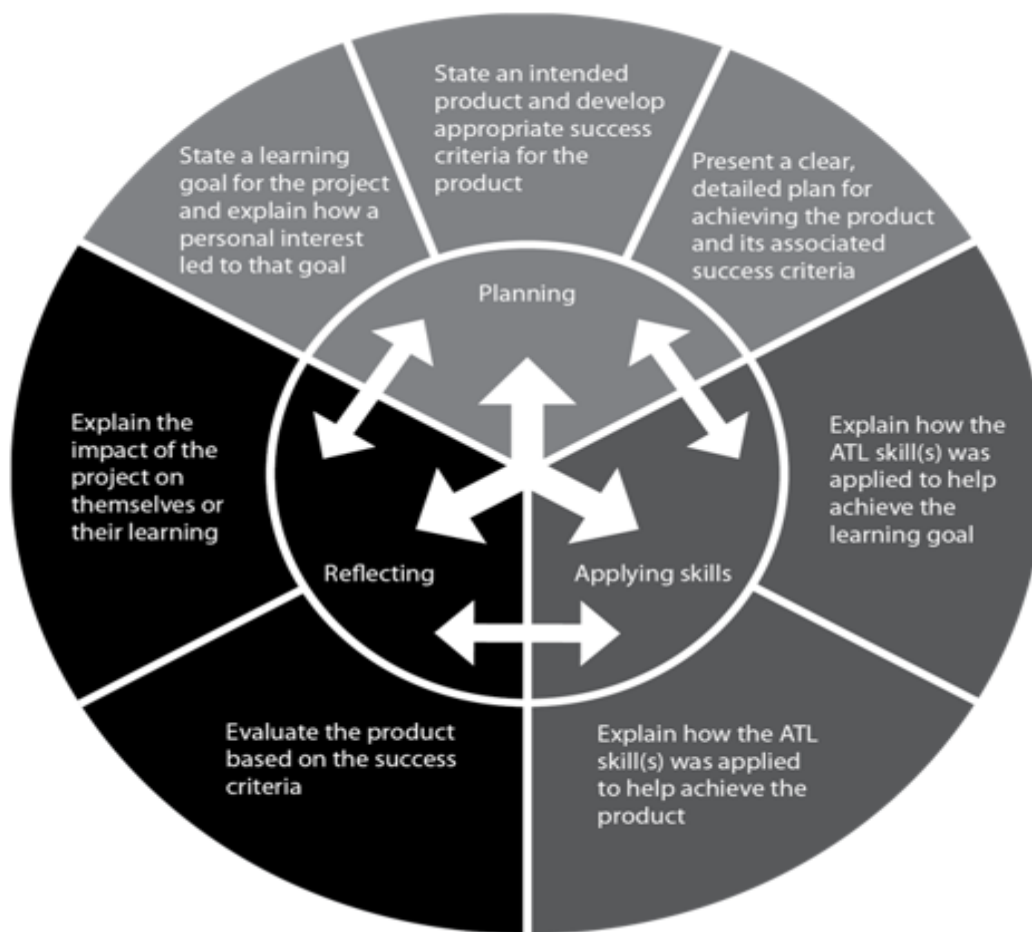 State a learning
goal for the project
and explain how a
personal interest
led to that goal
State an intended
product and develop
appropriate success
criteria for the
product
Present a clear,
detailed plan for
achieving the product
and its associated
success criteria
Planning
Explain the
impact of the
project on
themselves or
their learning
Explain how the
ATL skill(s) was
applied to help
achieve the
learning goal
Reflecting
Applying skills
Evaluate the product
based on the success
criteria
Explain how the ATL
skill(s) was applied
to help achieve the
product